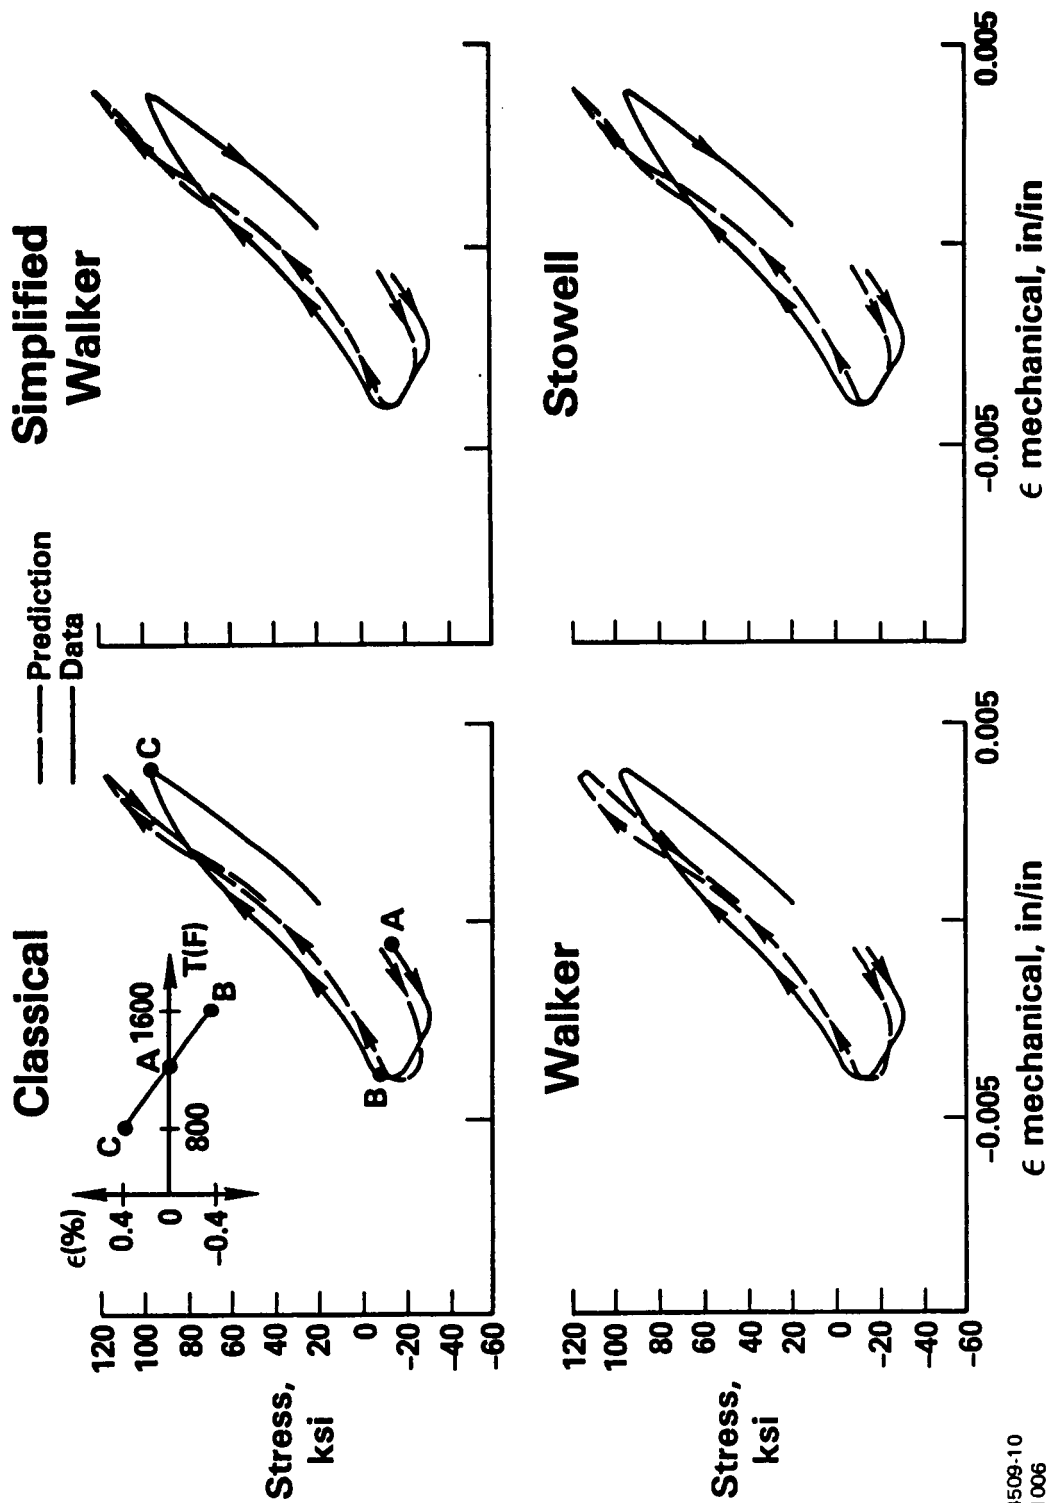 — — Prediction
—— Data
Classical
ϵ(%)
0.4
0
-0.4
C
A
B
T(F)
800
1600
Stress,
ksi
120
100
80
60
40
20
0
-20
-40
-60
B
C
A
Simplified
Walker
Walker
Stress,
ksi
120
100
80
60
40
20
0
-20
-40
-60
-0.005
0.005
ϵ mechanical, in/in
Stowell
-0.005
0.005
ϵ mechanical, in/in